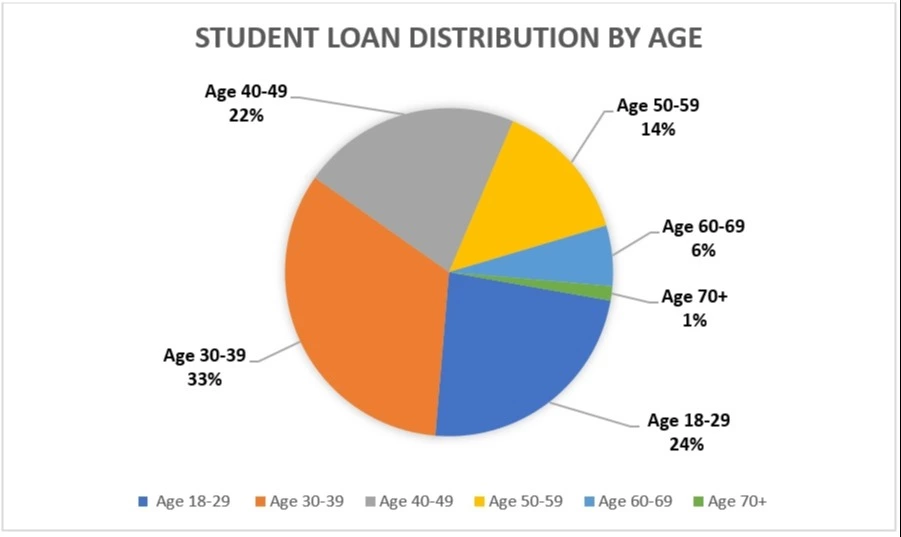 STUDENT LOAN DISTRIBUTION BY AGE
Age 40-49
22%
Age 50-59
14%
Age 60-69
6%
Age 70+
1%
Age 30-39
33%
Age 18-29
24%
Age 18-29 Age 30-39 Age 40-49 Age 50-59 Age 60-69 Age 70+